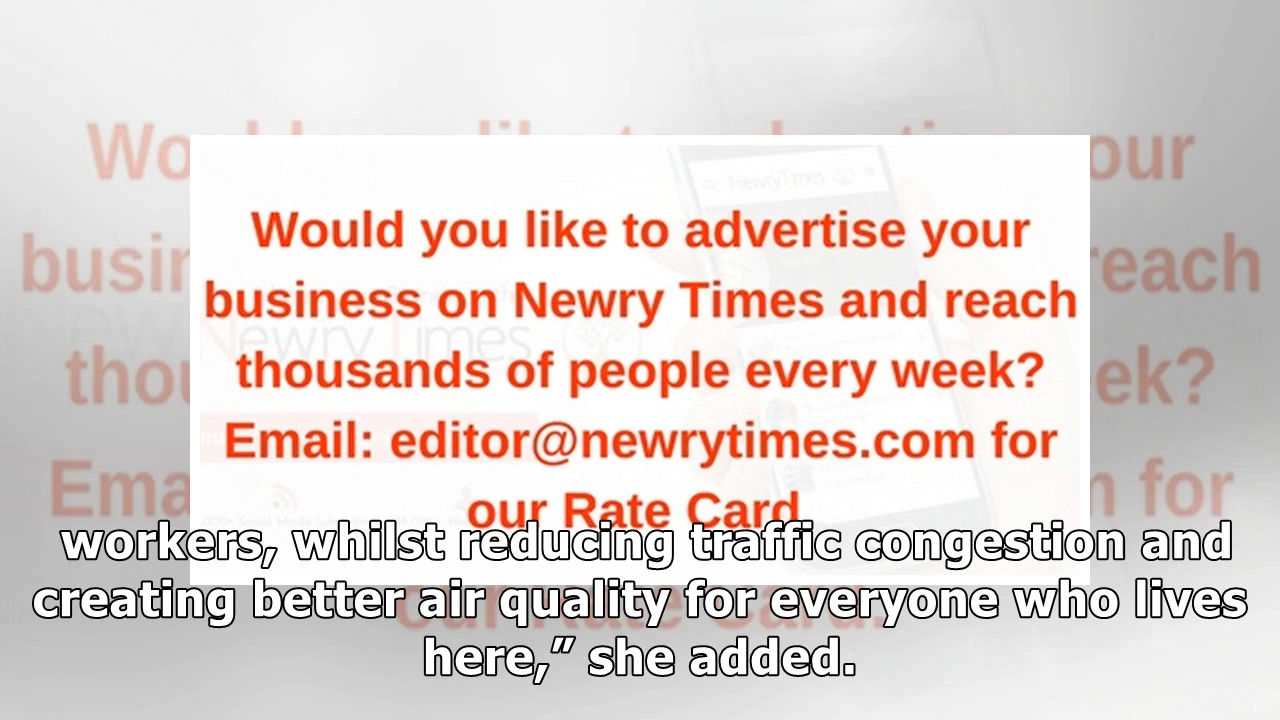 Would you like to advertise your
business on Newry Times and reach
thousands of people every week?
Email: editor@newrytimes.com for
our Rate Card
workers, whilst reducing traffic congestion and
creating better air quality for everyone who lives
here,” she added.